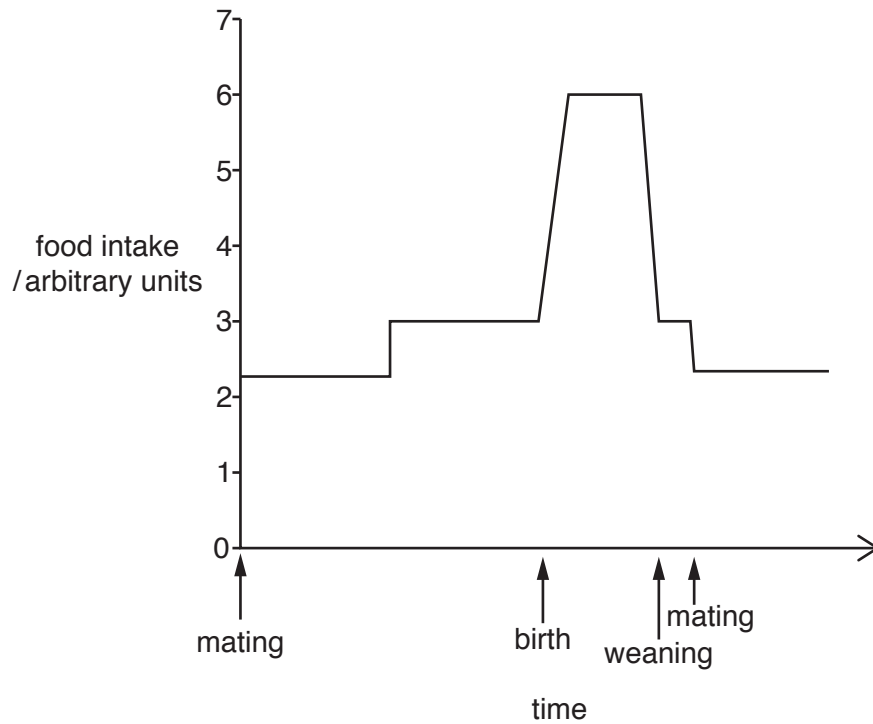 7
6
5
4
food intake
/ arbitrary units
3
2
1
0
mating
birth
weaning
mating
time